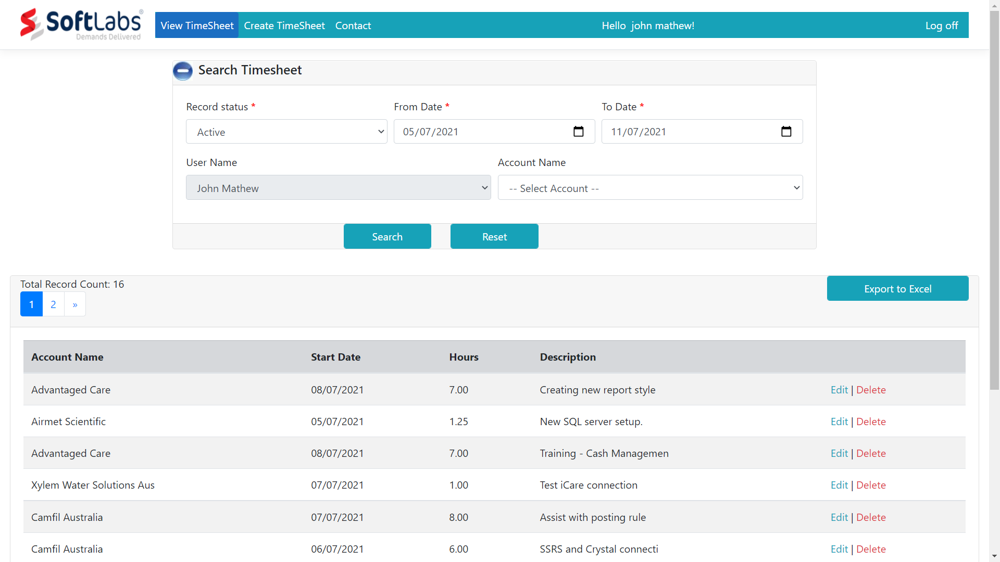 SoftLabs®
Demands Delivered
View TimeSheet Create TimeSheet Contact Hello john mathew! Log off
Search Timesheet
Record status * From Date * To Date *
Active 05/07/2021 11/07/2021
User Name Account Name
John Mathew -- Select Account --
Search Reset
Total Record Count: 16
Export to Excel
1 2 »
Account Name Start Date Hours Description
Advantaged Care 08/07/2021 7.00 Creating new report style Edit | Delete
Airmet Scientific 05/07/2021 1.25 New SQL server setup. Edit | Delete
Advantaged Care 08/07/2021 7.00 Training - Cash Managemen Edit | Delete
Xylem Water Solutions Aus 07/07/2021 1.00 Test iCare connection Edit | Delete
Camfil Australia 07/07/2021 8.00 Assist with posting rule Edit | Delete
Camfil Australia 06/07/2021 6.00 SSRS and Crystal connecti Edit | Delete